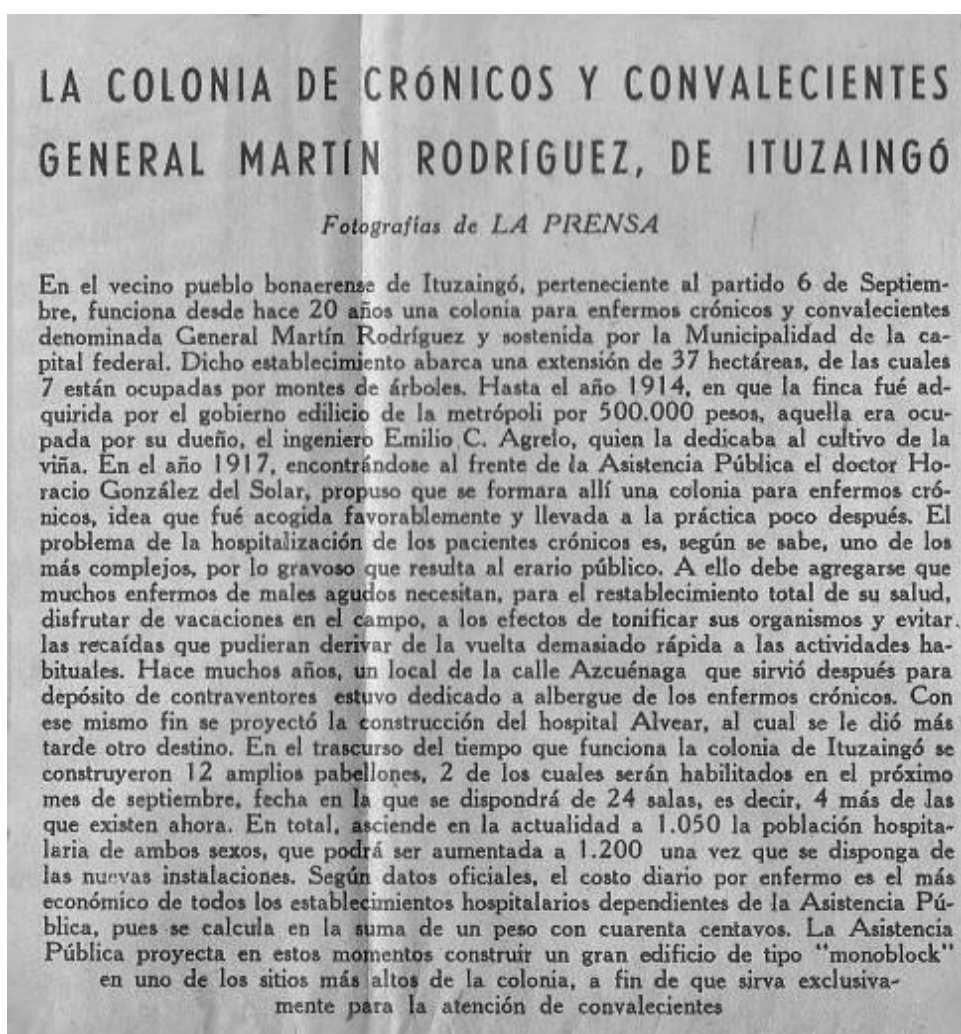 LA COLONIA DE CRÓNICOS Y CONVALECIENTES
GENERAL MARTÍN RODRÍGUEZ, DE ITUZAINGÓ
Fotografías de LA PRENSA
En el vecino pueblo bonaerense de Ituzaingó, perteneciente al partido 6 de Septiem-
bre, funciona desde hace 20 años una colonia para enfermos crónicos y convalecientes
denominada General Martín Rodríguez y sostenida por la Municipalidad de la ca-
pital federal. Dicho establecimiento abarca una extensión de 37 hectáreas, de las cuales
7 están ocupadas por montes de árboles. Hasta el año 1914, en que la finca fué ad-
quirida por el gobierno edilicio de la metrópoli por 500.000 pesos, aquella era ocu-
pada por su dueño, el ingeniero Emilio C. Agrelo, quien la dedicaba al cultivo de la
viña. En el año 1917, encontrándose al frente de la Asistencia Pública el doctor Ho-
racio González del Solar, propuso que se formara allí una colonia para enfermos cró-
nicos, idea que fué acogida favorablemente y llevada a la práctica poco después. El
problema de la hospitalización de los pacientes crónicos es, según se sabe, uno de los
más complejos, por lo gravoso que resulta al erario público. A ello debe agregarse que
muchos enfermos de males agudos necesitan, para el restablecimiento total de su salud,
disfrutar de vacaciones en el campo, a los efectos de tonificar sus organismos y evitar
las recaídas que pudieran derivar de la vuelta demasiado rápida a las actividades ha-
bituales. Hace muchos años, un local de la calle Azcuénaga que sirvió después para
depósito de contraventores estuvo dedicado a albergue de los enfermos crónicos. Con
ese mismo fin se proyectó la construcción del hospital Alvear, al cual se le dió más
tarde otro destino. En el trascurso del tiempo que funciona la colonia de Ituzaingó se
construyeron 12 amplios pabellones, 2 de los cuales serán habilitados en el próximo
mes de septiembre, fecha en la que se dispondrá de 24 salas, es decir, 4 más de las
que existen ahora. En total, asciende en la actualidad a 1.050 la población hospita-
laria de ambos sexos, que podrá ser aumentada a 1.200 una vez que se disponga de
las nuevas instalaciones. Según datos oficiales, el costo diario por enfermo es el más
económico de todos los establecimientos hospitalarios dependientes de la Asistencia Pú-
blica, pues se calcula en la suma de un peso con cuarenta centavos. La Asistencia
Pública proyecta en estos momentos construir un gran edificio de tipo "monoblock"
en uno de los sitios más altos de la colonia, a fin de que sirva exclusiva-
mente para la atención de convalecientes